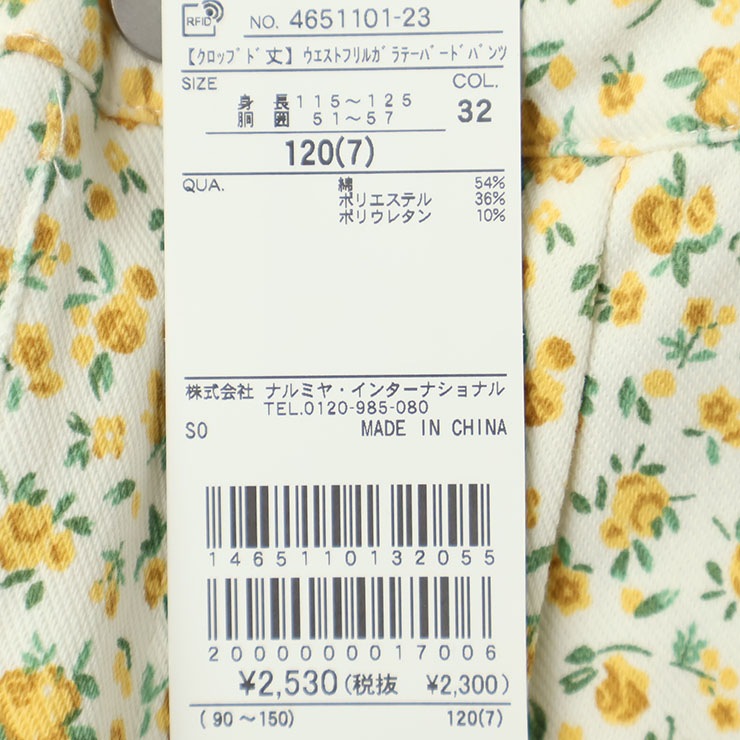 RFID
NO. 4651101-23
【クロップド丈】ウエストフリルガラテーパードパンツ
SIZE COL.
身長 115〜125
胴囲 51〜57
32
120(7)
QUA. 綿 54%
ポリエステル 36%
ポリウレタン 10%
株式会社 ナルミヤ・インターナショナル
TEL.0120-985-080
S0 MADE IN CHINA
1465110132055
2000000017006
¥2,530(税抜 ¥2,300)
(90〜150) 120(7)